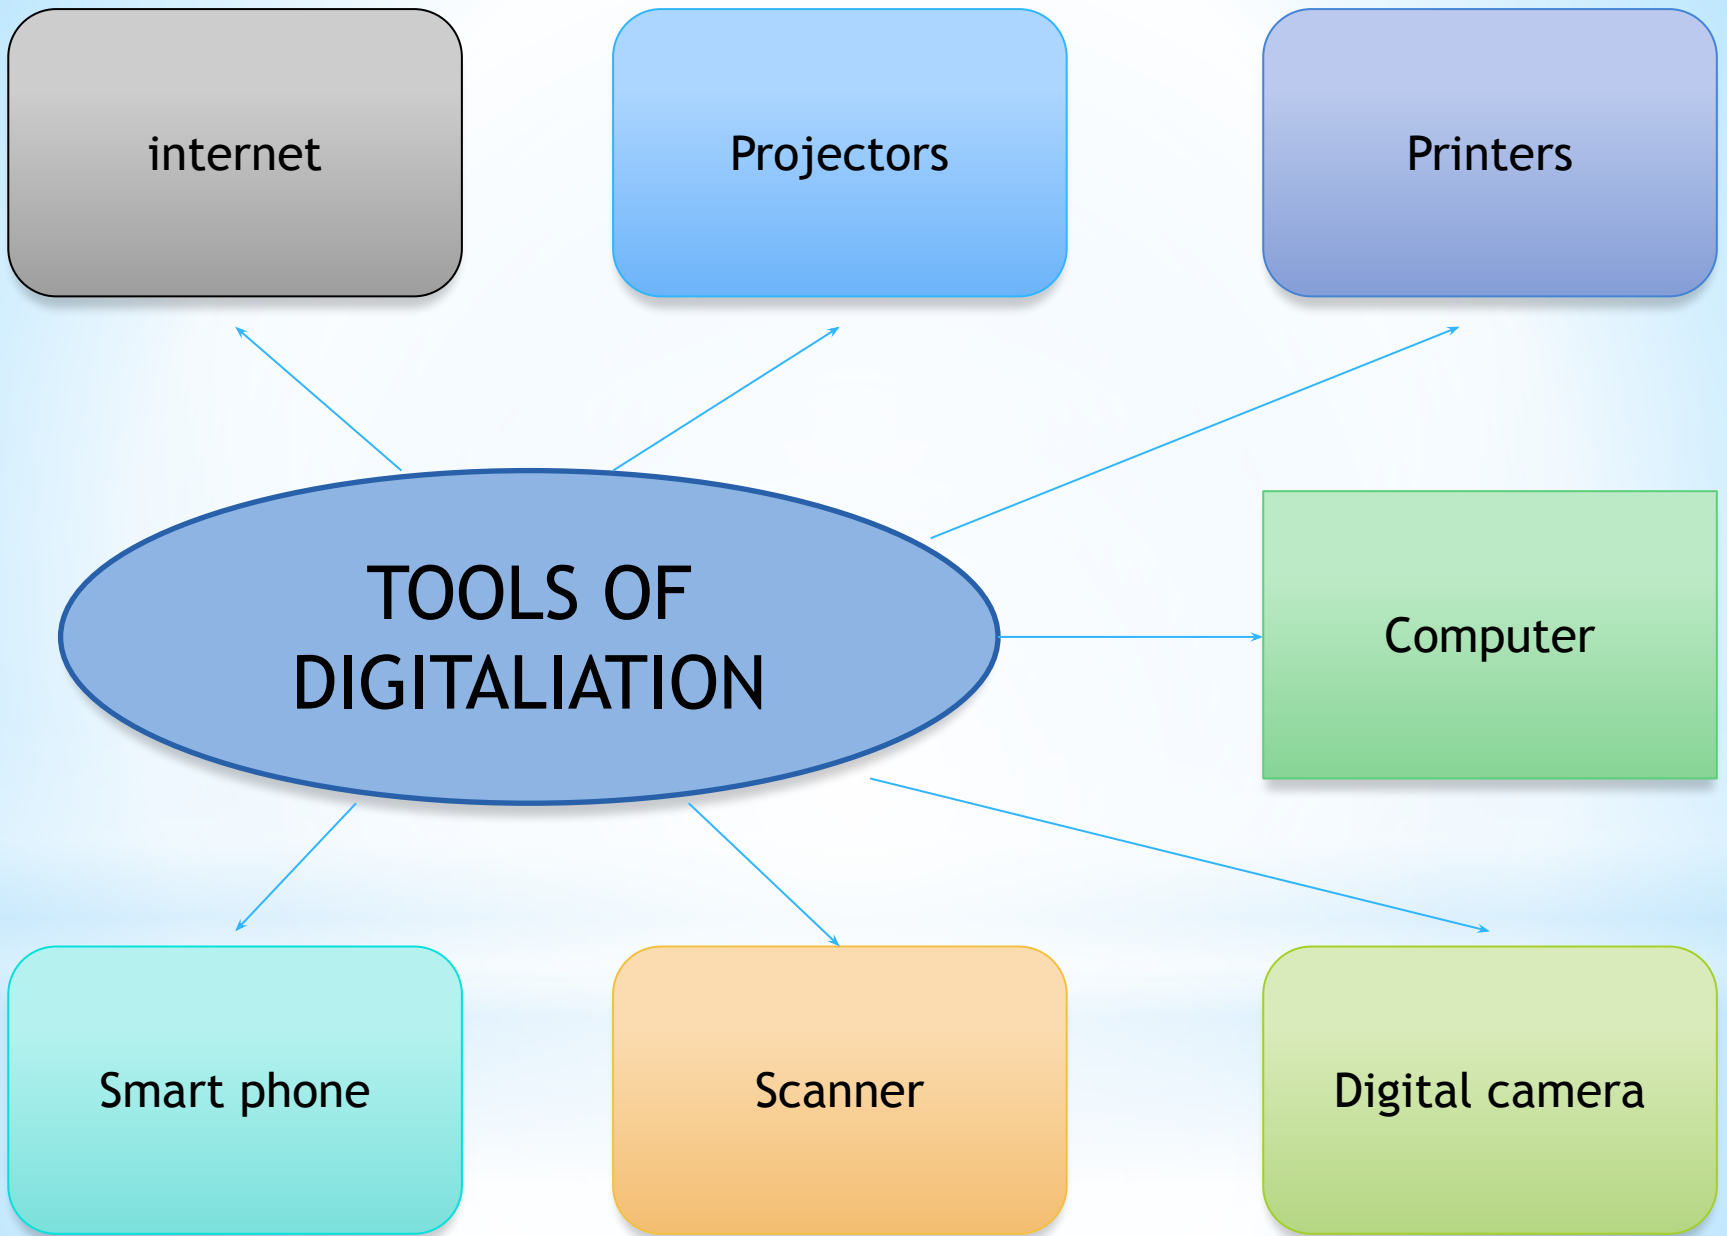 internet
Projectors
Printers
TOOLS OF
DIGITALIATION
Computer
Smart phone
Scanner
Digital camera